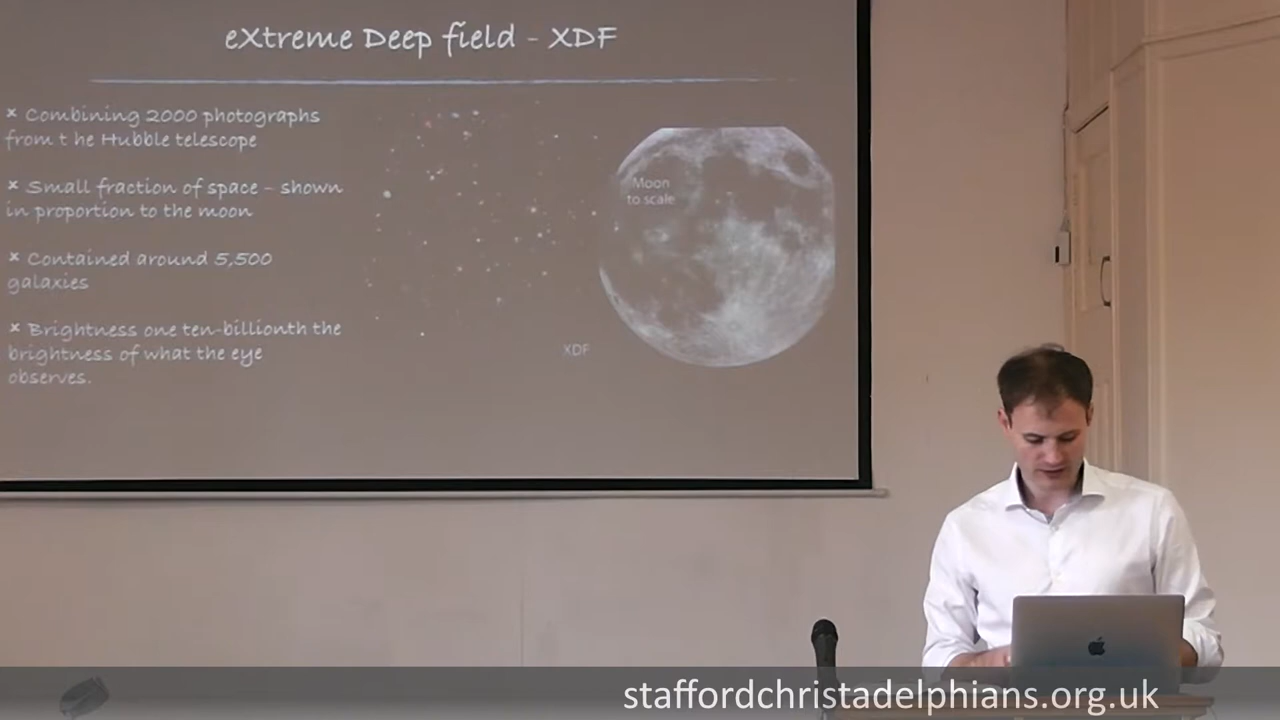 eXtreme Deep field - XDF
× Combining 2000 photographs
from t he Hubble telescope
× Small fraction of space - shown
in proportion to the moon
× Contained around 5,500
galaxies
× Brightness one ten-billionth the
brightness of what the eye
observes.
Moon
to scale
XDF
staffordchristadelphians.org.uk